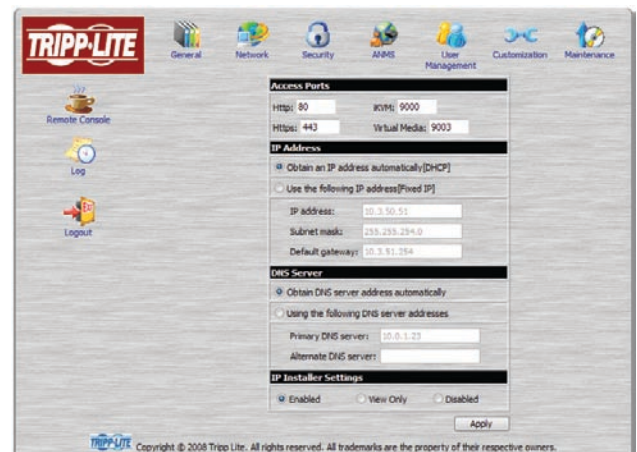 TRIPP·LITE
General
Network
Security
ANMS
User Management
Customization
Maintenance
Remote Console
Log
Logout
Access Ports
Http: 80
iKVM: 9000
Https: 443
Virtual Media: 9003
IP Address
Obtain an IP address automatically[DHCP]
Use the following IP address[Fixed IP]
IP address: 10.3.50.51
Subnet mask: 255.255.254.0
Default gateway: 10.3.51.254
DNS Server
Obtain DNS server address automatically
Using the following DNS server addresses
Primary DNS server: 10.0.1.23
Alternate DNS server:
IP Installer Settings
Enabled
View Only
Disabled
Apply
TRIPP·LITE Copyright © 2008 Tripp Lite. All rights reserved. All trademarks are the property of their respective owners.